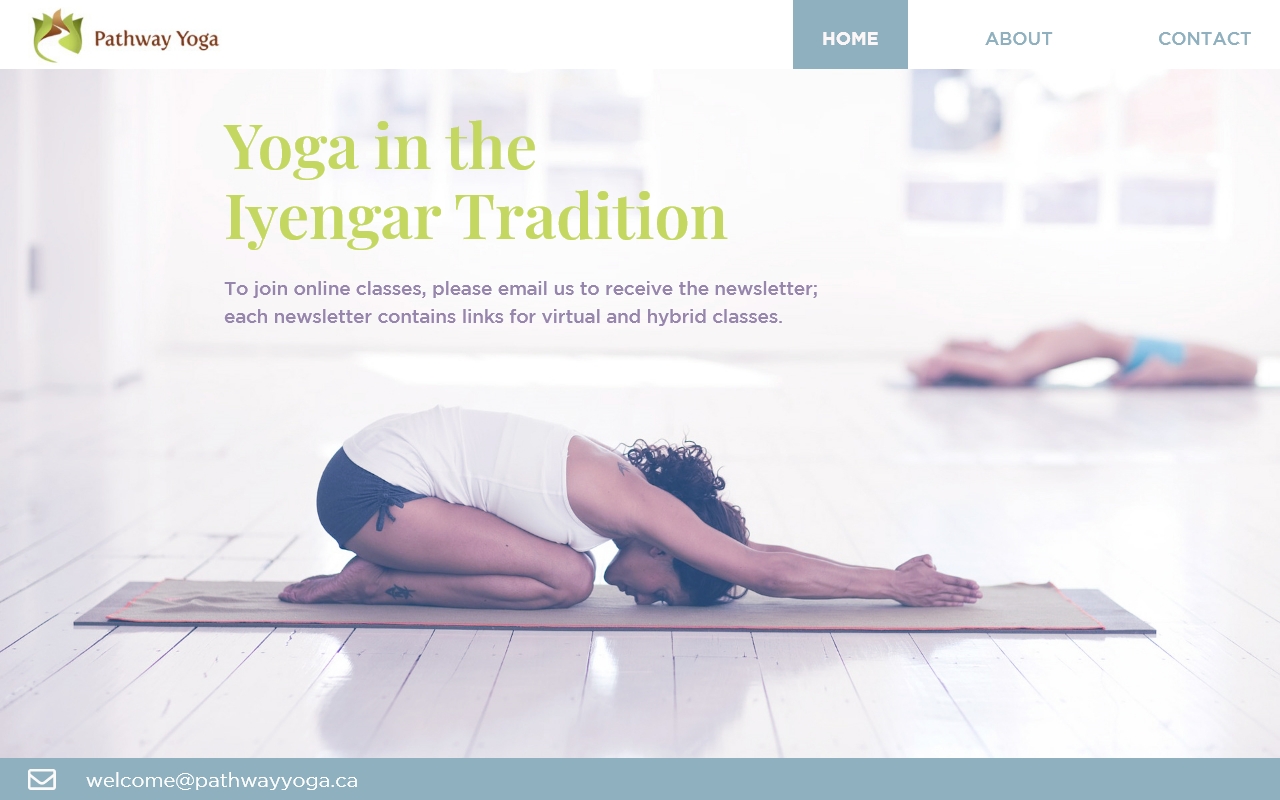 Pathway Yoga
HOME
ABOUT
CONTACT
Yoga in the
Iyengar Tradition
To join online classes, please email us to receive the newsletter;
each newsletter contains links for virtual and hybrid classes.
welcome@pathwayyoga.ca